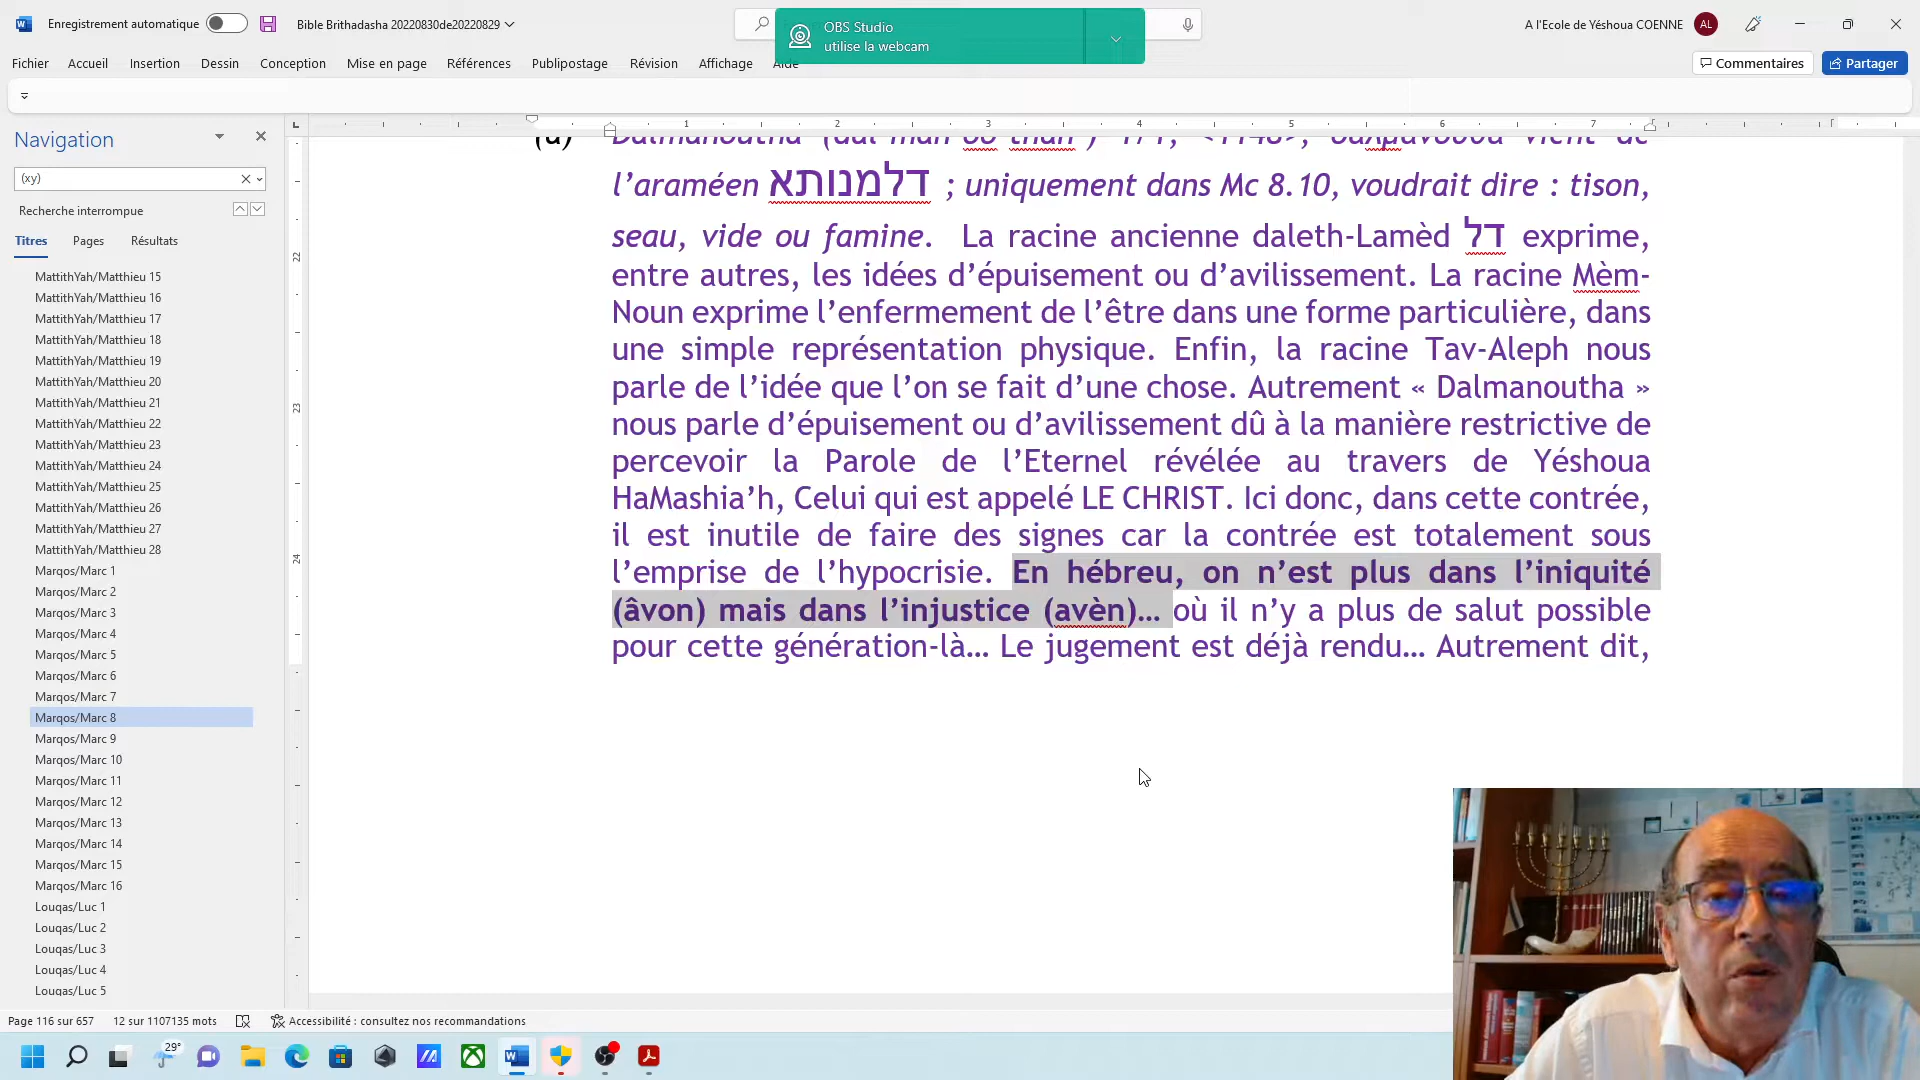 Enregistrement automatique
Bible Brithadasha 20220830de20220829
OBS Studio
utilise la webcam
A l'Ecole de Yéshoua COENNE
AL
Fichier
Accueil
Insertion
Dessin
Conception
Mise en page
Références
Publipostage
Révision
Affichage
Aide
Commentaires
Partager
Navigation
(xy)
Recherche interrompue
Titres
Pages
Résultats
MattithYah/Matthieu 15
MattithYah/Matthieu 16
MattithYah/Matthieu 17
MattithYah/Matthieu 18
MattithYah/Matthieu 19
MattithYah/Matthieu 20
MattithYah/Matthieu 21
MattithYah/Matthieu 22
MattithYah/Matthieu 23
MattithYah/Matthieu 24
MattithYah/Matthieu 25
MattithYah/Matthieu 26
MattithYah/Matthieu 27
MattithYah/Matthieu 28
Marqos/Marc 1
Marqos/Marc 2
Marqos/Marc 3
Marqos/Marc 4
Marqos/Marc 5
Marqos/Marc 6
Marqos/Marc 7
Marqos/Marc 8
Marqos/Marc 9
Marqos/Marc 10
Marqos/Marc 11
Marqos/Marc 12
Marqos/Marc 13
Marqos/Marc 14
Marqos/Marc 15
Marqos/Marc 16
Louqas/Luc 1
Louqas/Luc 2
Louqas/Luc 3
Louqas/Luc 4
Louqas/Luc 5
1 2 3 4 5 6 7
22
23
24
vient de
l'araméen דלמנותא ; uniquement dans Mc 8.10, voudrait dire : tison,
seau, vide ou famine. La racine ancienne daleth-Lamèd דל exprime,
entre autres, les idées d'épuisement ou d'avilissement. La racine Mèm-
Noun exprime l'enfermement de l'être dans une forme particulière, dans
une simple représentation physique. Enfin, la racine Tav-Aleph nous
parle de l'idée que l'on se fait d'une chose. Autrement « Dalmanoutha »
nous parle d'épuisement ou d'avilissement dû à la manière restrictive de
percevoir la Parole de l'Eternel révélée au travers de Yéshoua
HaMashia'h, Celui qui est appelé LE CHRIST. Ici donc, dans cette contrée,
il est inutile de faire des signes car la contrée est totalement sous
l'emprise de l'hypocrisie. En hébreu, on n'est plus dans l'iniquité
(âvon) mais dans l'injustice (avèn)… où il n'y a plus de salut possible
pour cette génération-là… Le jugement est déjà rendu… Autrement dit,
Page 116 sur 657
12 sur 1107135 mots
Accessibilité : consultez nos recommandations
29°